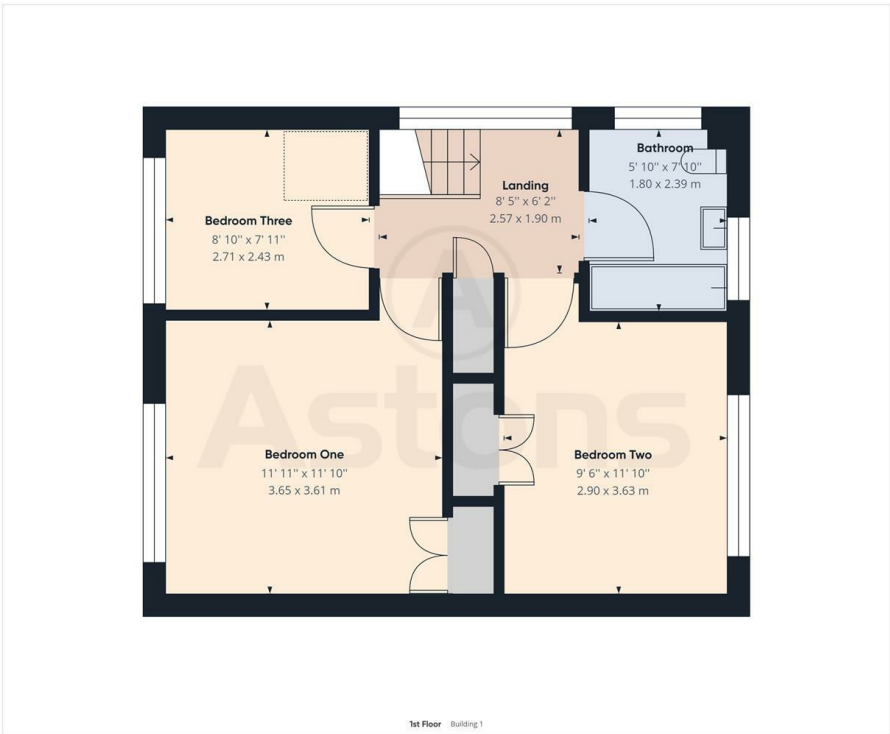 Bathroom
5' 10'' x 7' 10''
1.80 x 2.39 m
Landing
8' 5'' x 6' 2''
2.57 x 1.90 m
Bedroom Three
8' 10'' x 7' 11''
2.71 x 2.43 m
A
Astons
Bedroom One
11' 11'' x 11' 10''
3.65 x 3.61 m
Bedroom Two
9' 6'' x 11' 10''
2.90 x 3.63 m
1st Floor Building 1